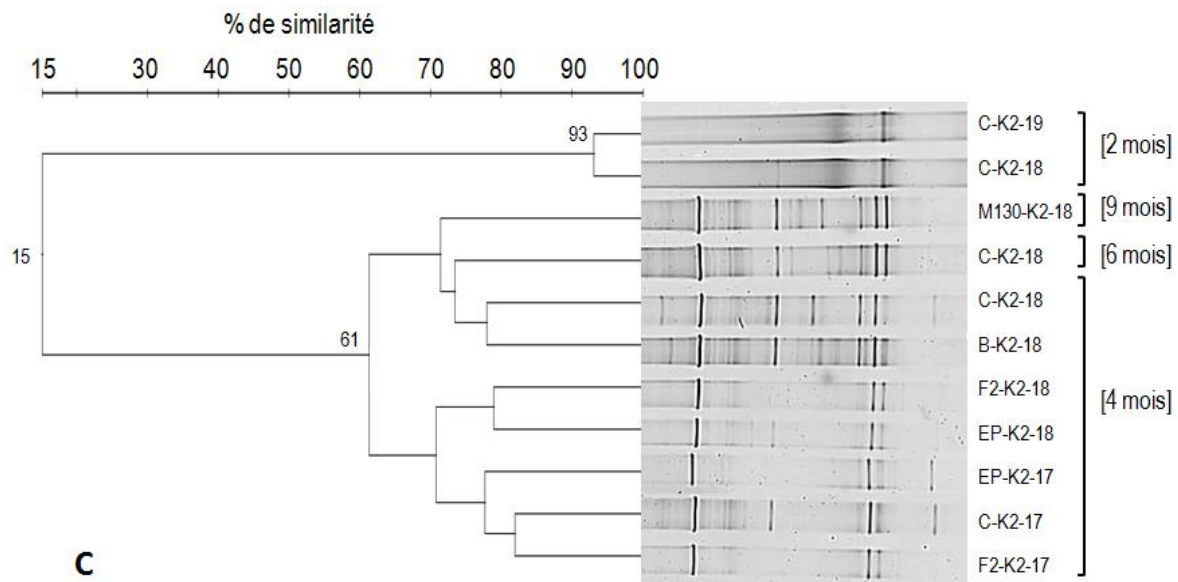 % de similarité
15 30 40 50 60 70 80 90 100
93
15
61
C-K2-19
C-K2-18
[2 mois]
M130-K2-18
[9 mois]
C-K2-18
[6 mois]
C-K2-18
B-K2-18
F2-K2-18
EP-K2-18
EP-K2-17
C-K2-17
F2-K2-17
[4 mois]
C